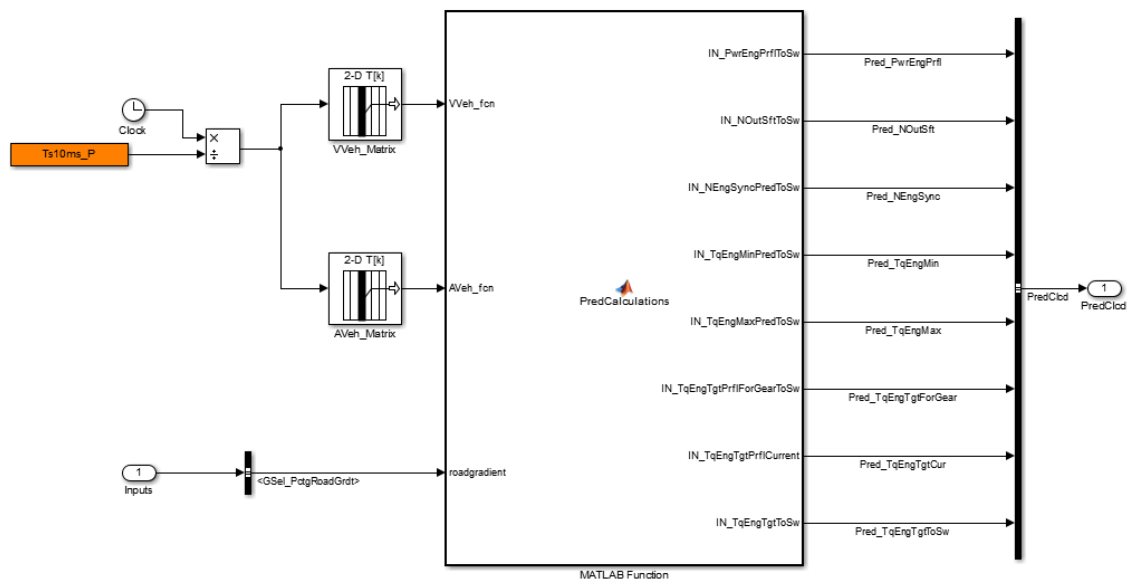 2-D T[k]
VVeh_Matrix
Clock
×
÷
Ts10ms_P
2-D T[k]
AVeh_Matrix
1
Inputs
<GSel_PctgRoadGrdt>
VVeh_fcn
AVeh_fcn
roadgradient
PredCalculations
MATLAB Function
IN_PwrEngPrflToSw
Pred_PwrEngPrfl
IN_NOutSftToSw
Pred_NOutSft
IN_NEngSyncPredToSw
Pred_NEngSync
IN_TqEngMinPredToSw
Pred_TqEngMin
IN_TqEngMaxPredToSw
Pred_TqEngMax
IN_TqEngTgtPrflForGearToSw
Pred_TqEngTgtForGear
IN_TqEngTgtPrflCurrent
Pred_TqEngTgtCur
IN_TqEngTgtToSw
Pred_TqEngTgtToSw
PredClcd
1
PredClcd